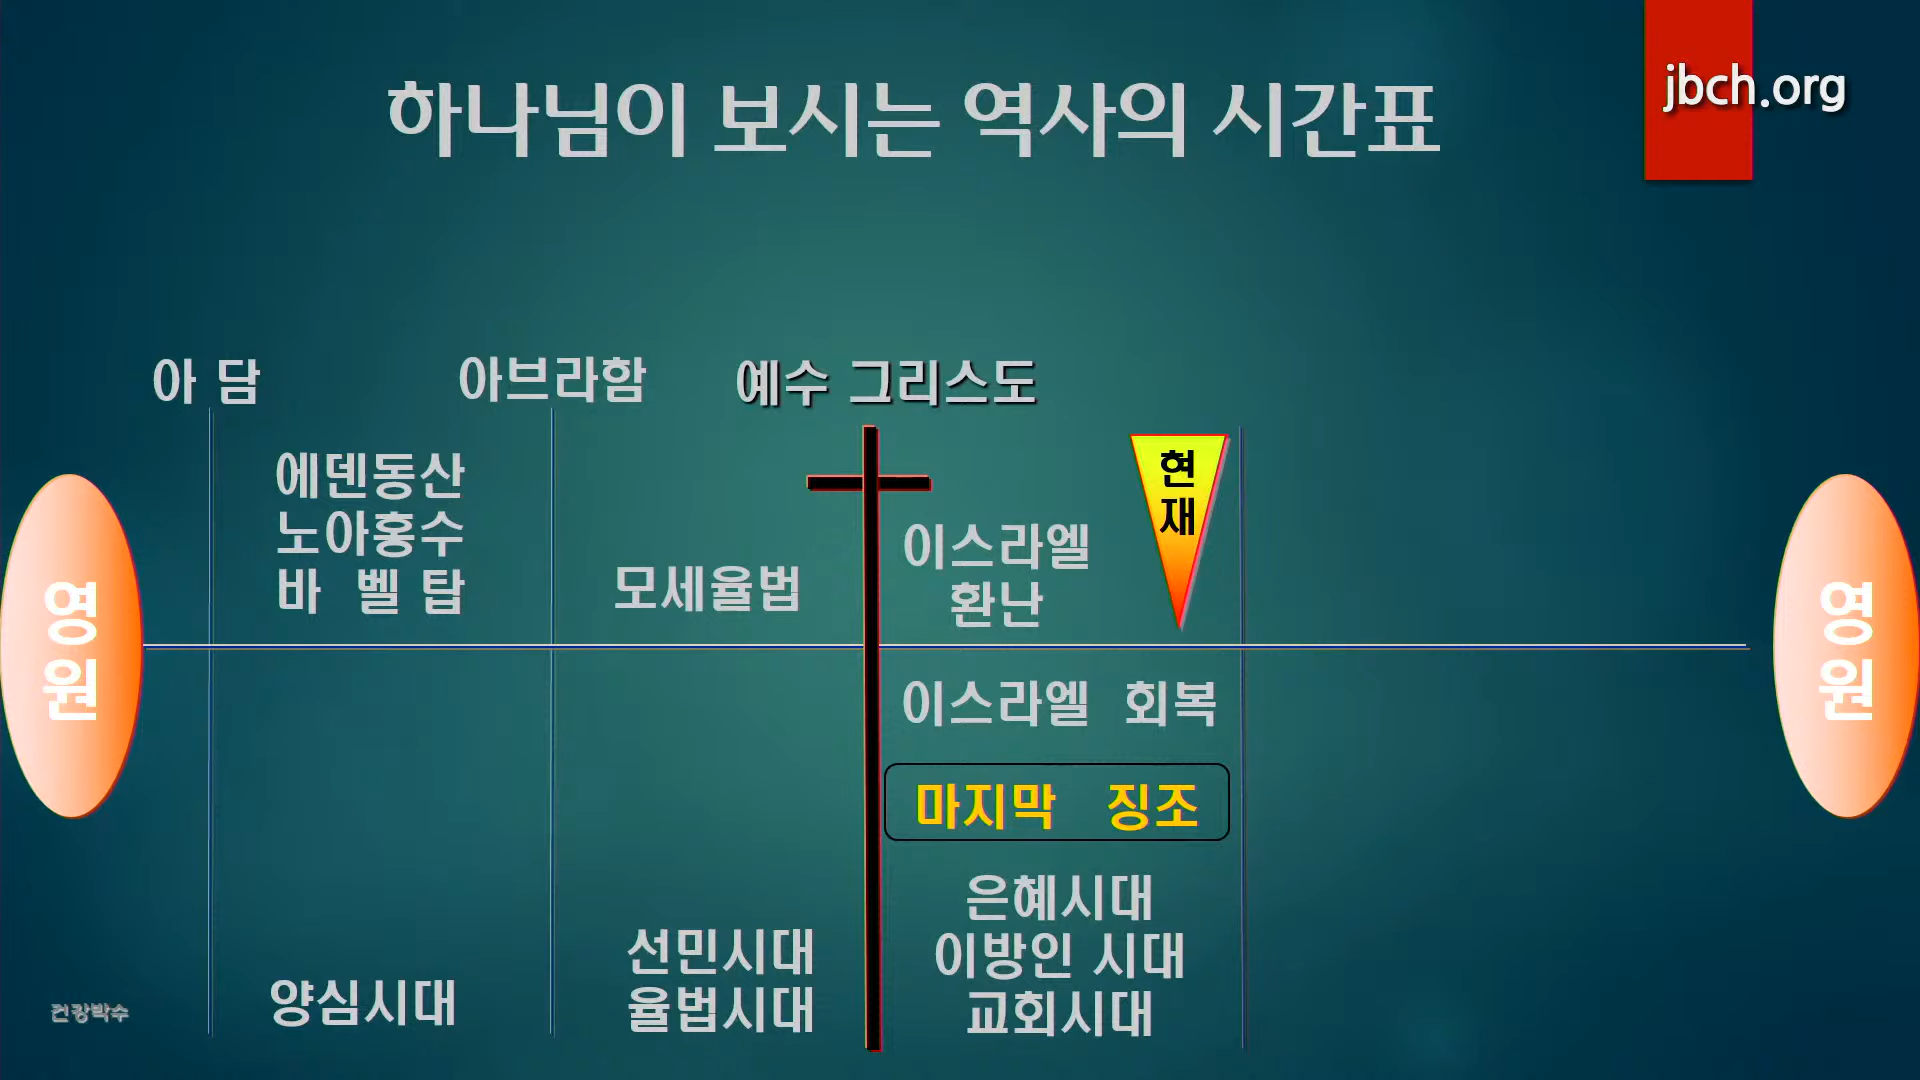 하나님이 보시는 역사의 시간표
jbch.org
아 담
아브라함
예수 그리스도
에덴동산
노아홍수
바 벨 탑
모세율법
이스라엘
환난
현
재
영
원
영
원
이스라엘 회복
마지막 징조
은혜시대
이방인 시대
교회시대
선민시대
율법시대
양심시대
건강박수